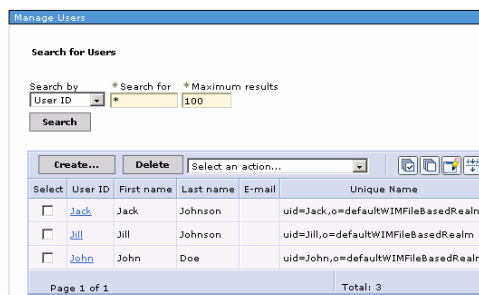 Manage Users
Search for Users
Search by *Search for *Maximum results
User ID * 100
Search
Create... Delete Select an action...
Select User ID First name Last name E-mail Unique Name
Jack Jack Johnson uid=Jack,o=defaultWIMFileBasedRealm
Jill Jill Johnson uid=Jill,o=defaultWIMFileBasedRealm
John John Doe uid=John,o=defaultWIMFileBasedRealm
Page 1 of 1 Total: 3